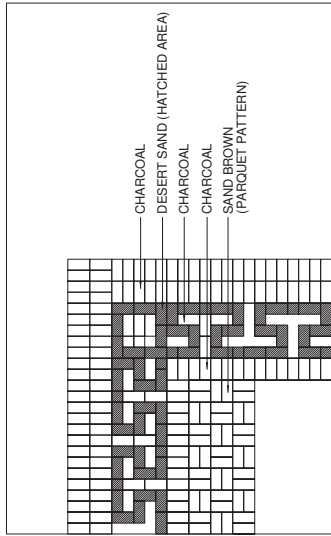 CHARCOAL
DESERT SAND (HATCHED AREA)
CHARCOAL
CHARCOAL
SAND BROWN
(PARQUET PATTERN)